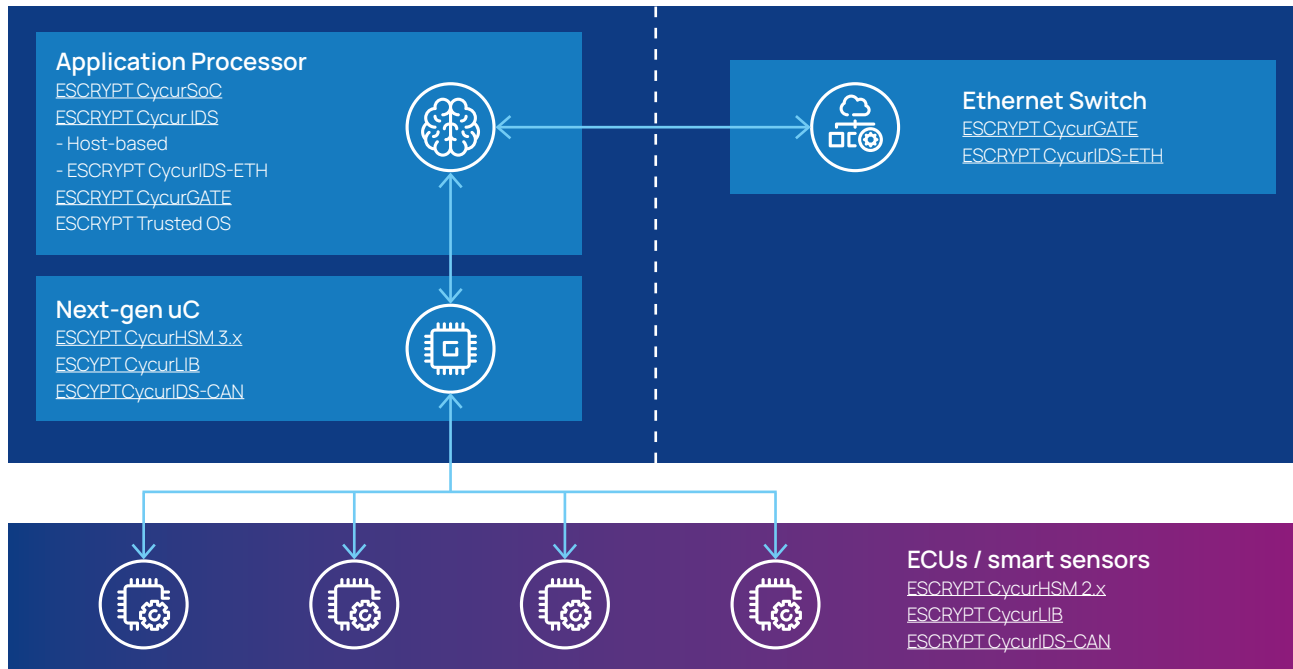 Application Processor
ESCRYPT CycurSoC
ESCRYPT Cycur IDS
- Host-based
- ESCRYPT CycurIDS-ETH
ESCRYPT CycurGATE
ESCRYPT Trusted OS
Ethernet Switch
ESCRYPT CycurGATE
ESCRYPT CycurIDS-ETH
Next-gen uC
ESCYPT CycurHSM 3.x
ESCYPT CycurLIB
ESCYPTCycurIDS-CAN
ECUs / smart sensors
ESCRYPT CycurHSM 2.x
ESCRYPT CycurLIB
ESCRYPT CycurIDS-CAN